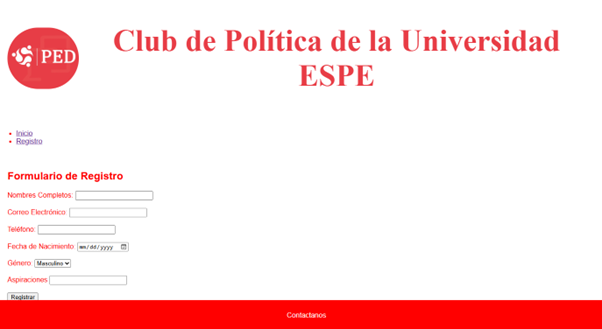 PED
Club de Política de la Universidad
ESPE
Inicio
Registro
Formulario de Registro
Nombres Completos:
Correo Electrónico:
Teléfono:
Fecha de Nacimiento: mm/dd/yyyy
Género: Masculino
Aspiraciones
Registrar
Contactanos